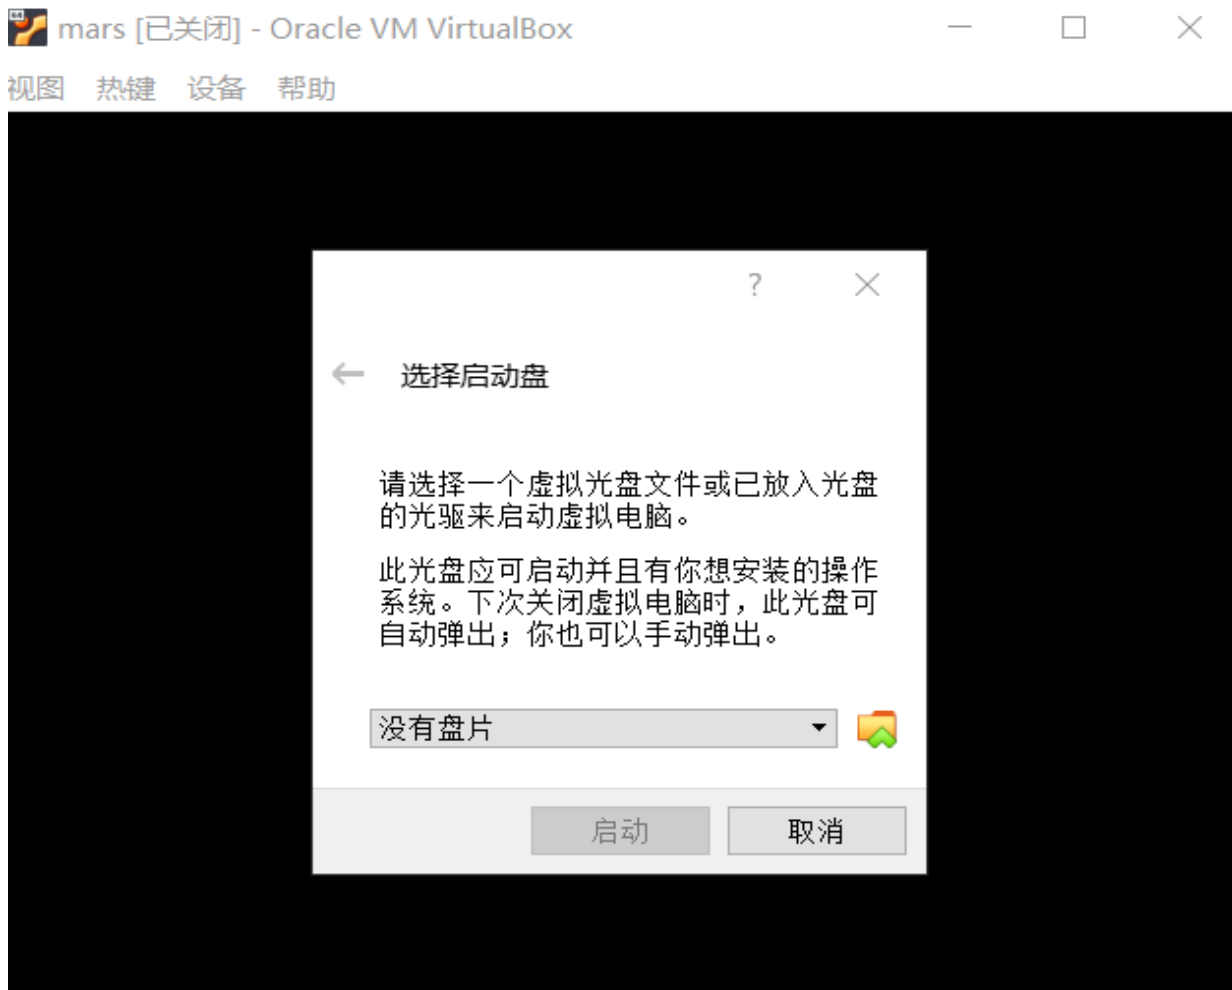 mars [已关闭] - Oracle VM VirtualBox
视图 热键 设备 帮助
?
选择启动盘
请选择一个虚拟光盘文件或已放入光盘
的光驱来启动虚拟电脑。
此光盘应可启动并且有你想安装的操作
系统。下次关闭虚拟电脑时，此光盘可
自动弹出；你也可以手动弹出。
没有盘片
启动 取消